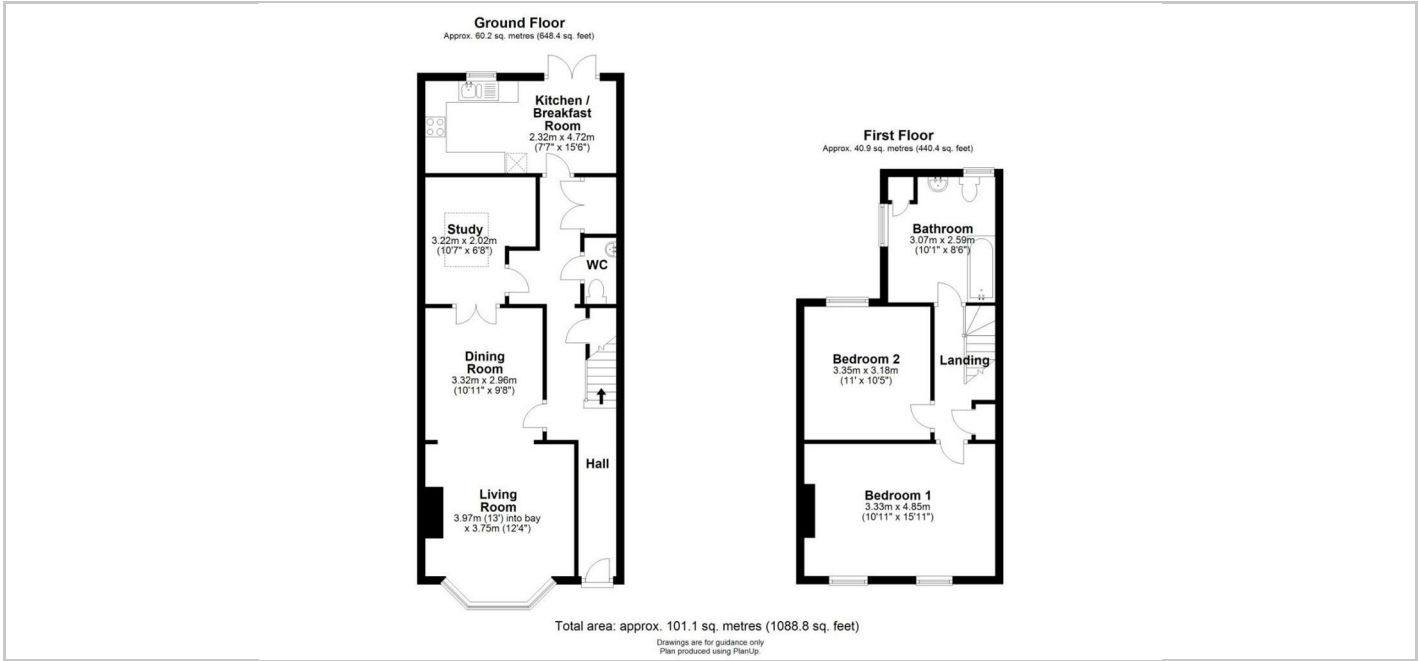 Ground Floor
Approx. 60.2 sq. metres (648.4 sq. feet)
Kitchen /
Breakfast
Room
2.32m x 4.72m
(7'7" x 15'6")
Study
3.22m x 2.02m
(10'7" x 6'8")
WC
Dining
Room
3.32m x 2.96m
(10'11" x 9'8")
Hall
Living
Room
3.97m (13') into bay
x 3.75m (12'4")
First Floor
Approx. 40.9 sq. metres (440.4 sq. feet)
Bathroom
3.07m x 2.59m
(10'1" x 8'6")
Bedroom 2
3.35m x 3.18m
(11' x 10'5")
Landing
Bedroom 1
3.33m x 4.85m
(10'11" x 15'11")
Total area: approx. 101.1 sq. metres (1088.8 sq. feet)
Drawings are for guidance only
Plan produced using PlanUp.